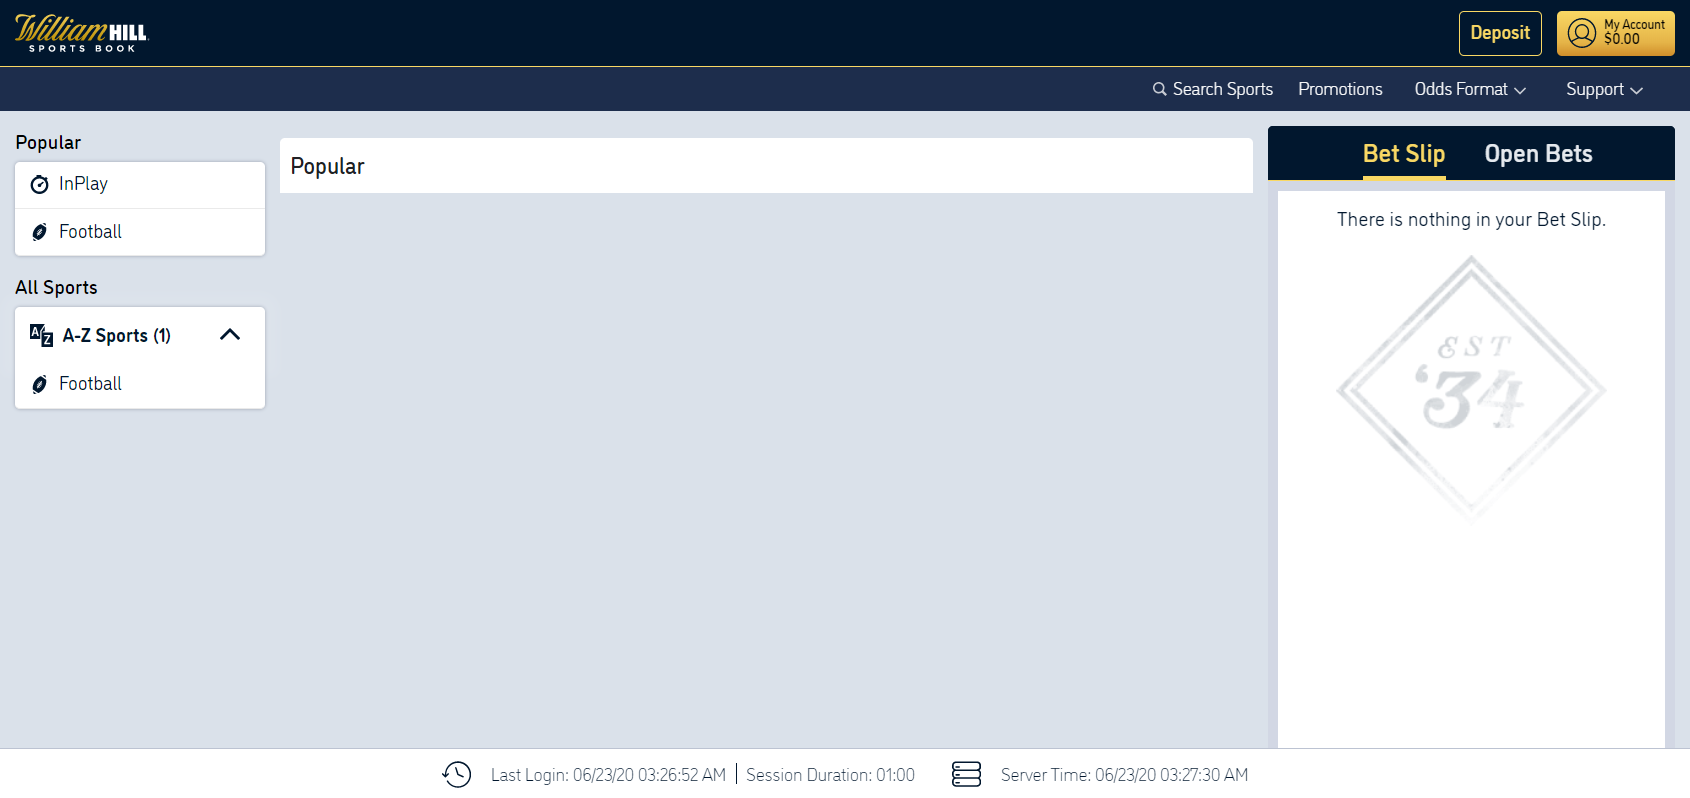 William HILL
SPORTS BOOK
Deposit
My Account
$0.00
Search Sports
Promotions
Odds Format
Support
Popular
InPlay
Football
All Sports
A-Z Sports (1)
Football
Popular
Bet Slip
Open Bets
There is nothing in your Bet Slip.
EST
‘34
Last Login: 06/23/20 03:26:52 AM
Session Duration: 01:00
Server Time: 06/23/20 03:27:30 AM